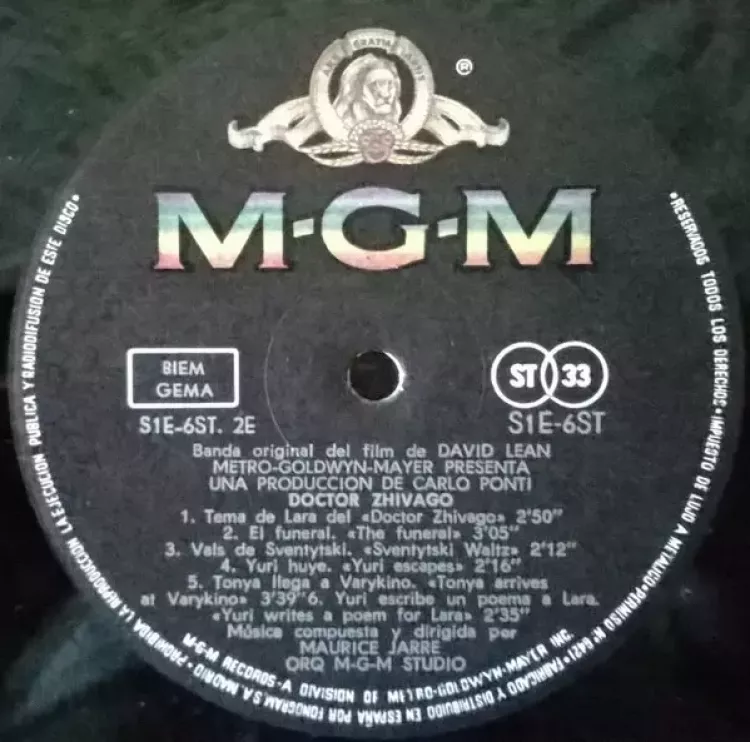 ARS GRATIA ARTIS
®
M-G-M
BIEM
GEMA
S1E-6ST. 2E
ST 33
S1E-6ST
Banda original del film de DAVID LEAN
METRO-GOLDWYN-MAYER PRESENTA
UNA PRODUCCION DE CARLO PONTI
DOCTOR ZHIVAGO
1. Tema de Lara del «Doctor Zhivago» 2'50"
2. El funeral. «The funeral» 3'05"
3. Vals de Sventytski. «Sventytski Waltz» 2'12"
4. Yuri huye. «Yuri escapes» 2'16"
5. Tonya llega a Varykino. «Tonya arrives
at Varykino» 3'39" 6. Yuri escribe un poema a Lara.
«Yuri writes a poem for Lara» 2'35"
Música compuesta y dirigida por
MAURICE JARRE
ORQ M-G-M STUDIO
M-G-M RECORDS-A DIVISION OF METRO-GOLDWYN-MAYER INC.
•RESERVADOS TODOS LOS DERECHOS•IMPUESTO DE LUJO A METALICO•PERMISO Nº 6421•FABRICADO Y DISTRIBUIDO EN ESPAÑA POR FONOGRAM, S.A. MADRID•PROHIBIDA LA REPRODUCCION, LA EJECUCION PUBLICA Y RADIODIFUSION DE ESTE DISCO•